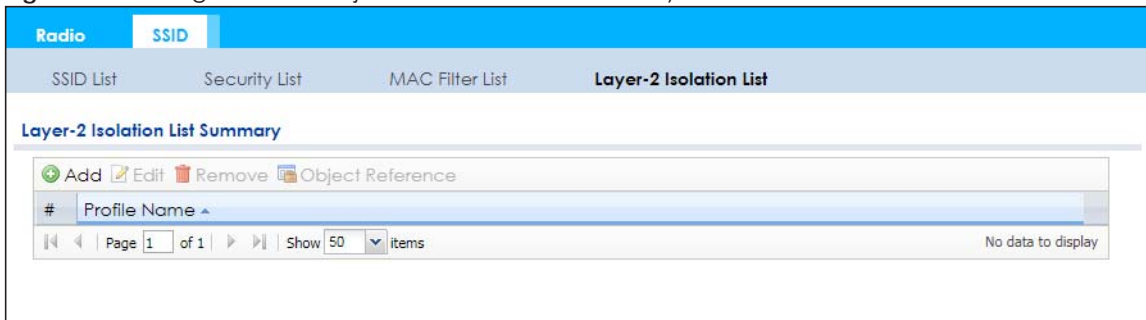 Radio SSID
SSID List Security List MAC Filter List Layer-2 Isolation List
Layer-2 Isolation List Summary
Add Edit Remove Object Reference
# Profile Name
Page 1 of 1 Show 50 items No data to display